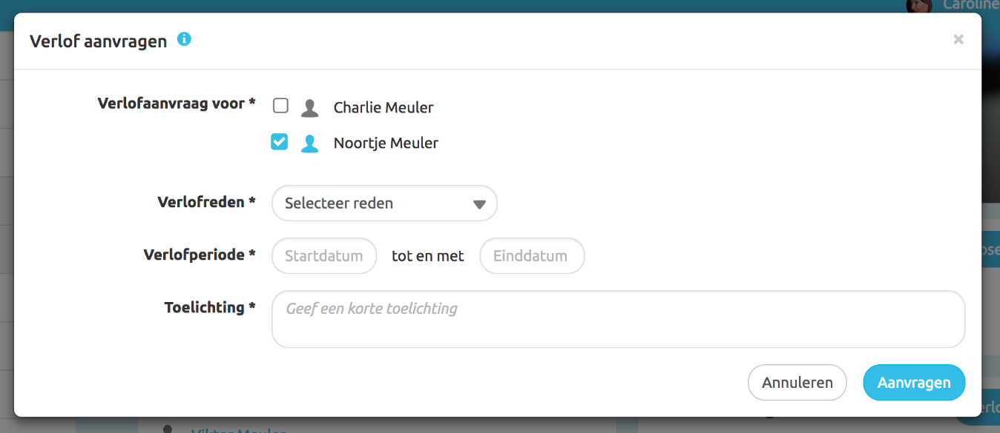 Caroline
Verlof aanvragen
Verlofaanvraag voor *
Charlie Meuler
Noortje Meuler
Verlofreden *
Selecteer reden
Verlofperiode *
Startdatum
tot en met
Einddatum
Toelichting *
Geef een korte toelichting
Annuleren
Aanvragen